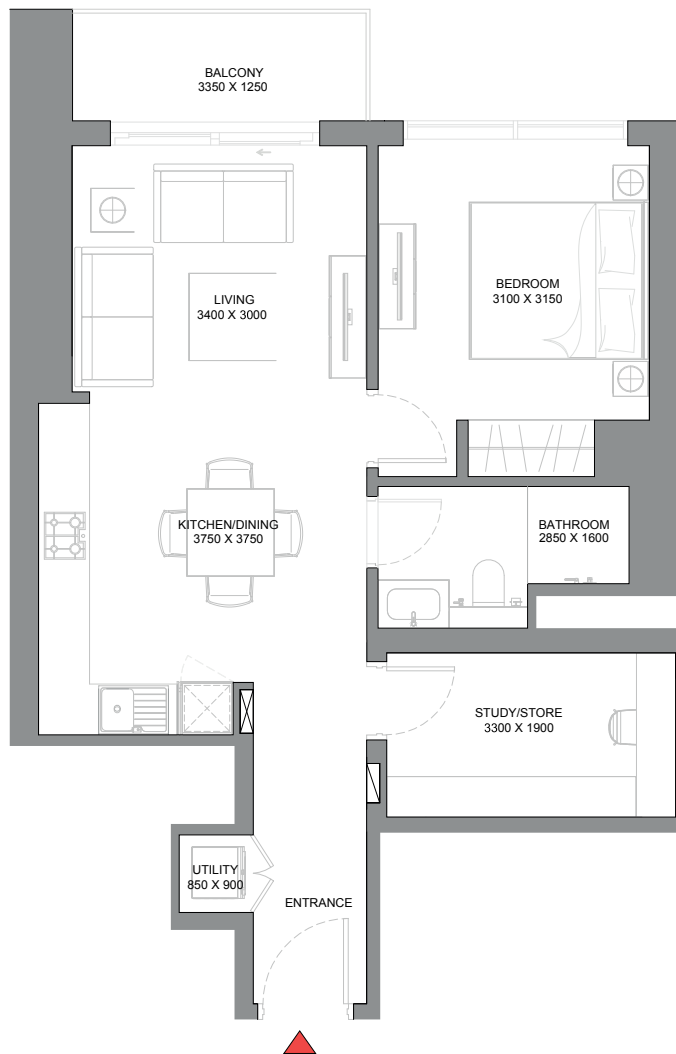 BALCONY
3350 X 1250
LIVING
3400 X 3000
BEDROOM
3100 X 3150
KITCHEN/DINING
3750 X 3750
BATHROOM
2850 X 1600
STUDY/STORE
3300 X 1900
UTILITY
850 X 900
ENTRANCE